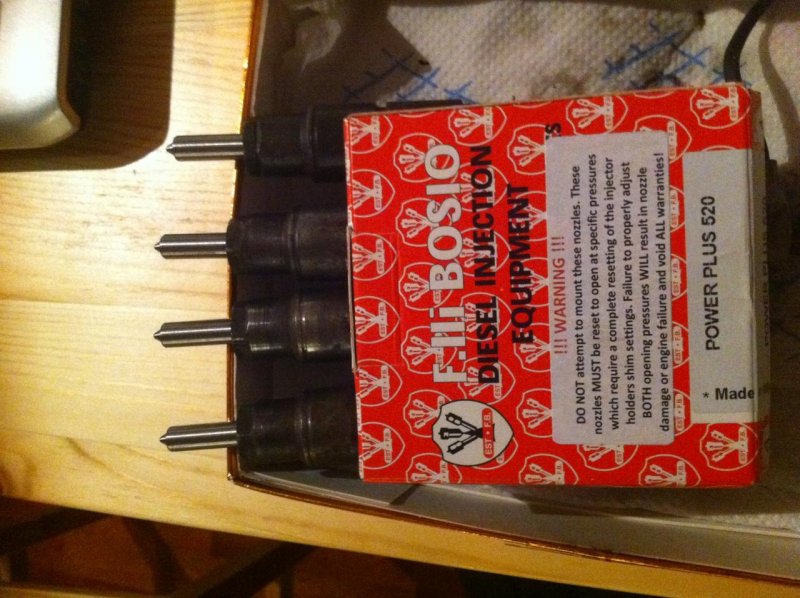 F.lli BOSIO
DIESEL INJECTION
EQUIPMENT
!!! WARNING !!!
DO NOT attempt to mount these nozzles. These
nozzles MUST be reset to open at specific pressures
which require a complete resetting of the injector
holders shim settings. Failure to properly adjust
BOTH opening pressures WILL result in nozzle
damage or engine failure and void ALL warranties!
POWER PLUS 520
* Made
EST • F.B.